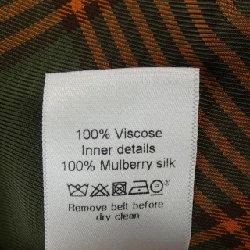 100% Viscose
Inner details
100% Mulberry silk
Remove belt before
dry clean